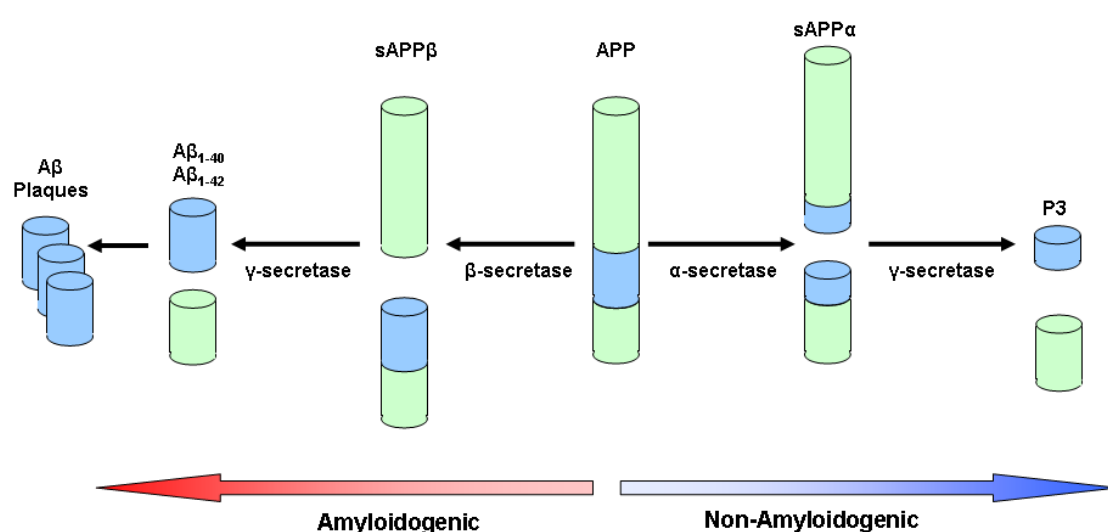 sAPPβ
APP
sAPPα
Aβ
Plaques
Aβ1-40
Aβ1-42
P3
γ-secretase
β-secretase
α-secretase
γ-secretase
Amyloidogenic
Non-Amyloidogenic